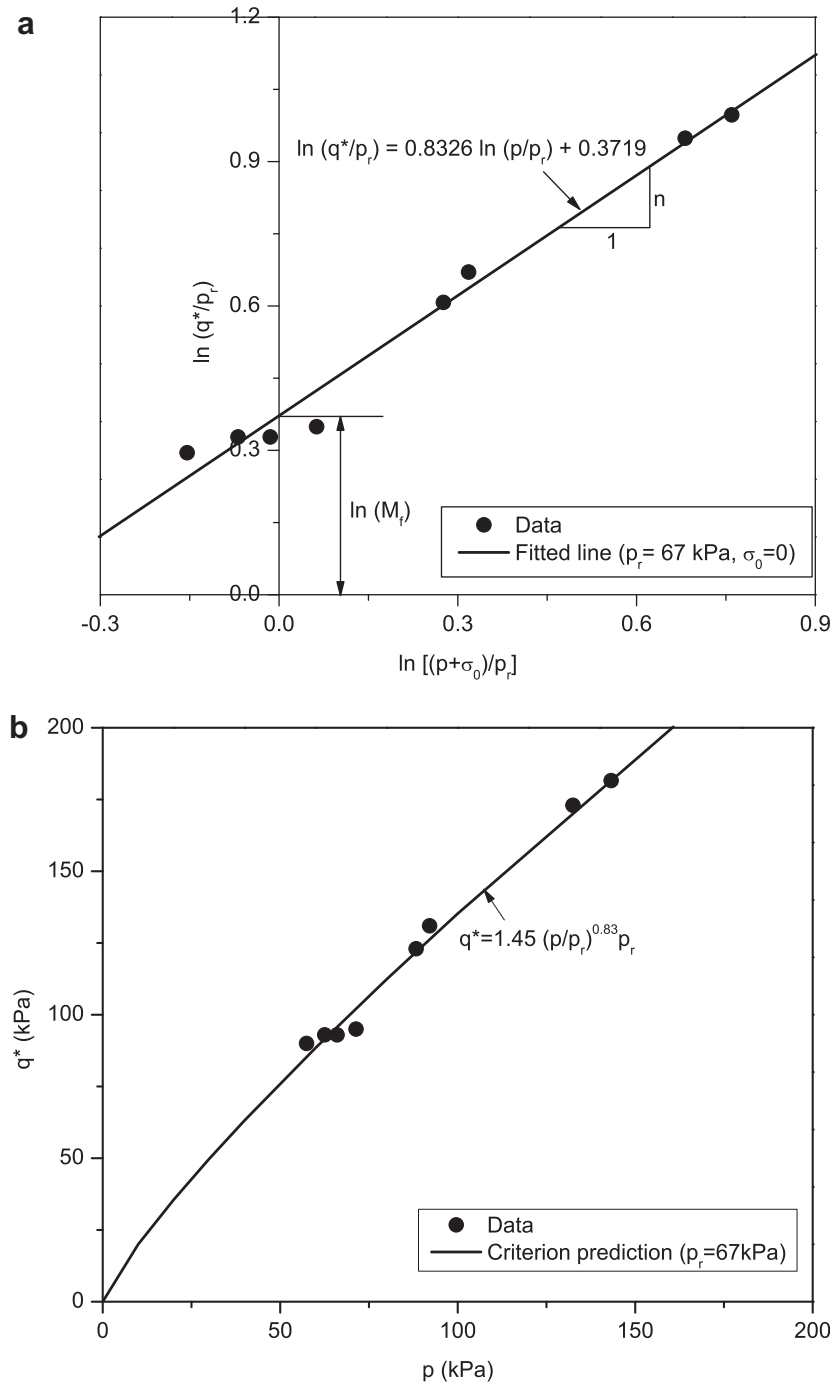 a
1.2
ln (q*/pr) = 0.8326 ln (p/pr) + 0.3719
0.9
n
1
0.6
ln (q*/pr)
0.3
ln (Mf)
Data
Fitted line (pr= 67 kPa, σ0=0)
0.0
-0.3 0.0 0.3 0.6 0.9
ln [(p+σ0)/pr]
b
200
150
q*=1.45 (p/pr)^0.83pr
100
q* (kPa)
50
Data
Criterion prediction (pr=67kPa)
0
0 50 100 150 200
p (kPa)